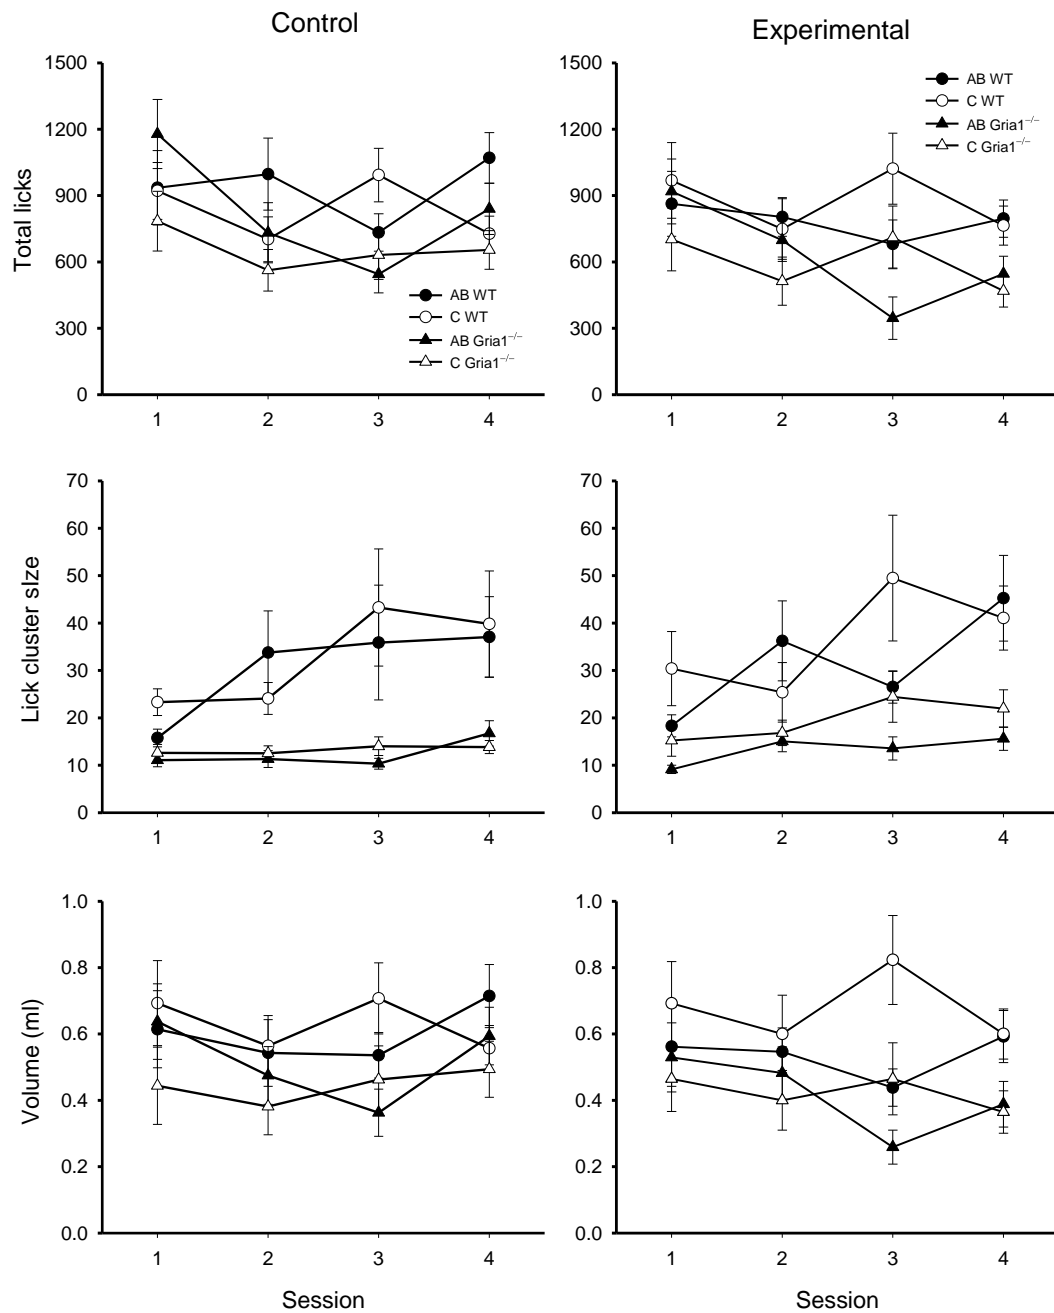 Control
Experimental
Total licks
1500
1200
900
600
300
0
1 2 3 4
AB WT
C WT
AB Gria1⁻/⁻
C Gria1⁻/⁻
1500
1200
900
600
300
0
1 2 3 4
AB WT
C WT
AB Gria1⁻/⁻
C Gria1⁻/⁻
Lick cluster sIze
70
60
50
40
30
20
10
0
1 2 3 4
70
60
50
40
30
20
10
0
1 2 3 4
Volume (ml)
1.0
0.8
0.6
0.4
0.2
0.0
1 2 3 4
Session
1.0
0.8
0.6
0.4
0.2
0.0
1 2 3 4
Session